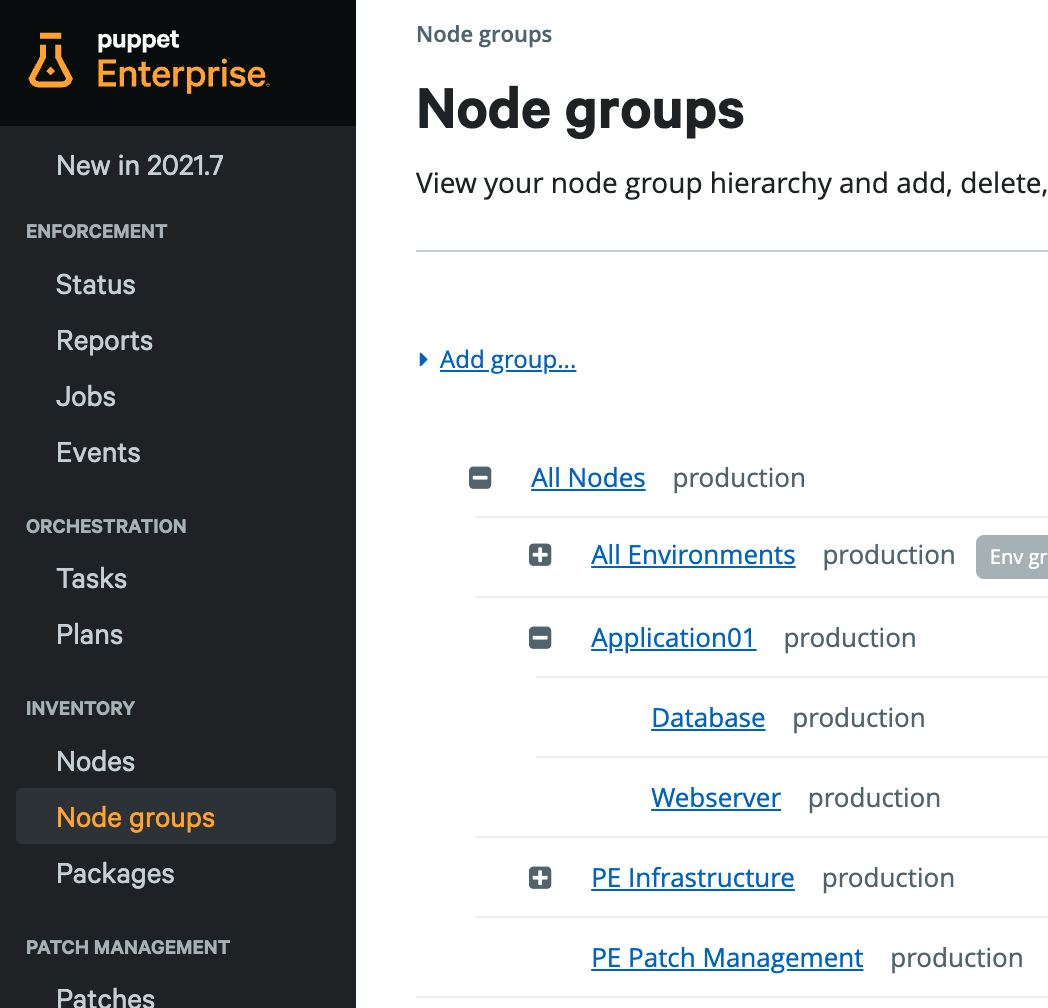 puppet
Enterprise
New in 2021.7
ENFORCEMENT
Status
Reports
Jobs
Events
ORCHESTRATION
Tasks
Plans
INVENTORY
Nodes
Node groups
Packages
PATCH MANAGEMENT
Patches
Node groups
Node groups
View your node group hierarchy and add, delete,
Add group...
All Nodes production
All Environments production Env gr
Application01 production
Database production
Webserver production
PE Infrastructure production
PE Patch Management production